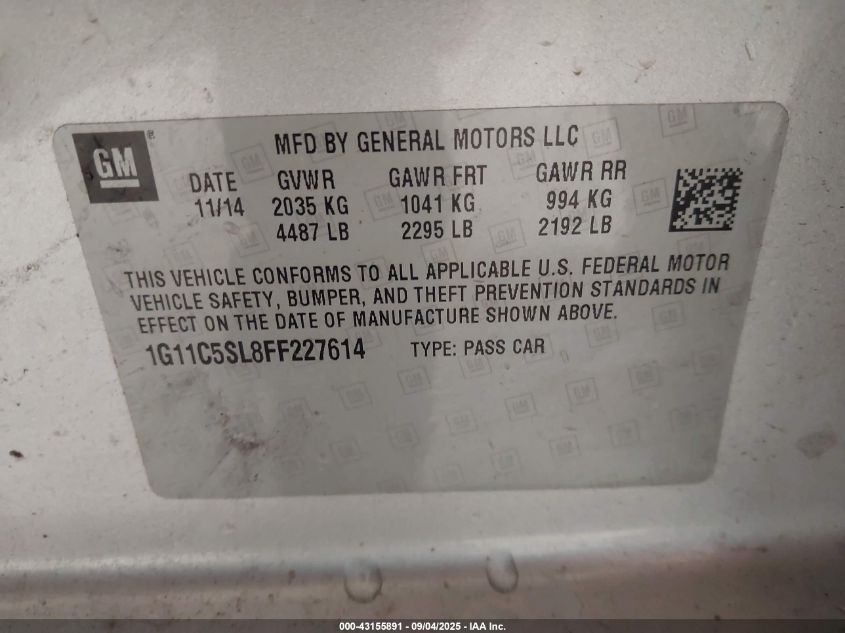 GM®
MFD BY GENERAL MOTORS LLC
DATE GVWR GAWR FRT GAWR RR
11/14 2035 KG 1041 KG 994 KG
4487 LB 2295 LB 2192 LB
THIS VEHICLE CONFORMS TO ALL APPLICABLE U.S. FEDERAL MOTOR
VEHICLE SAFETY, BUMPER, AND THEFT PREVENTION STANDARDS IN
EFFECT ON THE DATE OF MANUFACTURE SHOWN ABOVE.
1G11C5SL8FF227614 TYPE: PASS CAR
000-43155891 - 09/04/2025 - IAA Inc.